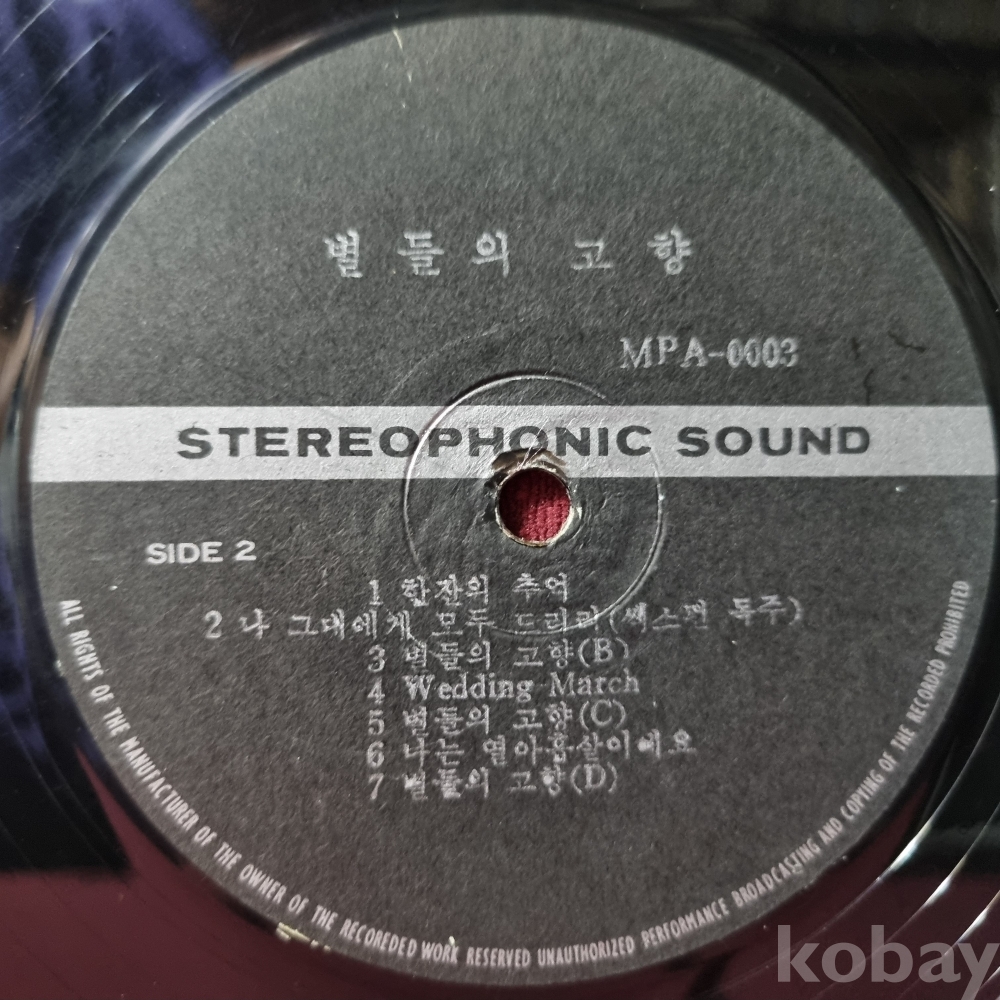 별들의 고향
MPA-0003
STEREOPHONIC SOUND
SIDE 2
1 한잔의 추억
2 나 그대에게 모두 드리리(쌕스폰 독주)
3 별들의 고향(B)
4 Wedding March
5 별들의 고향(C)
6 나는 열아홉살이에요
7 별들의 고향(D)
ALL RIGHTS OF THE MANUFACTURER OF THE OWNER OF THE RECOREDED WORK RESERVED UNAUTHORIZED PERFORMANCE BROADCASTING AND COPYING OF THE RECORDED PROHIBITED
kobay